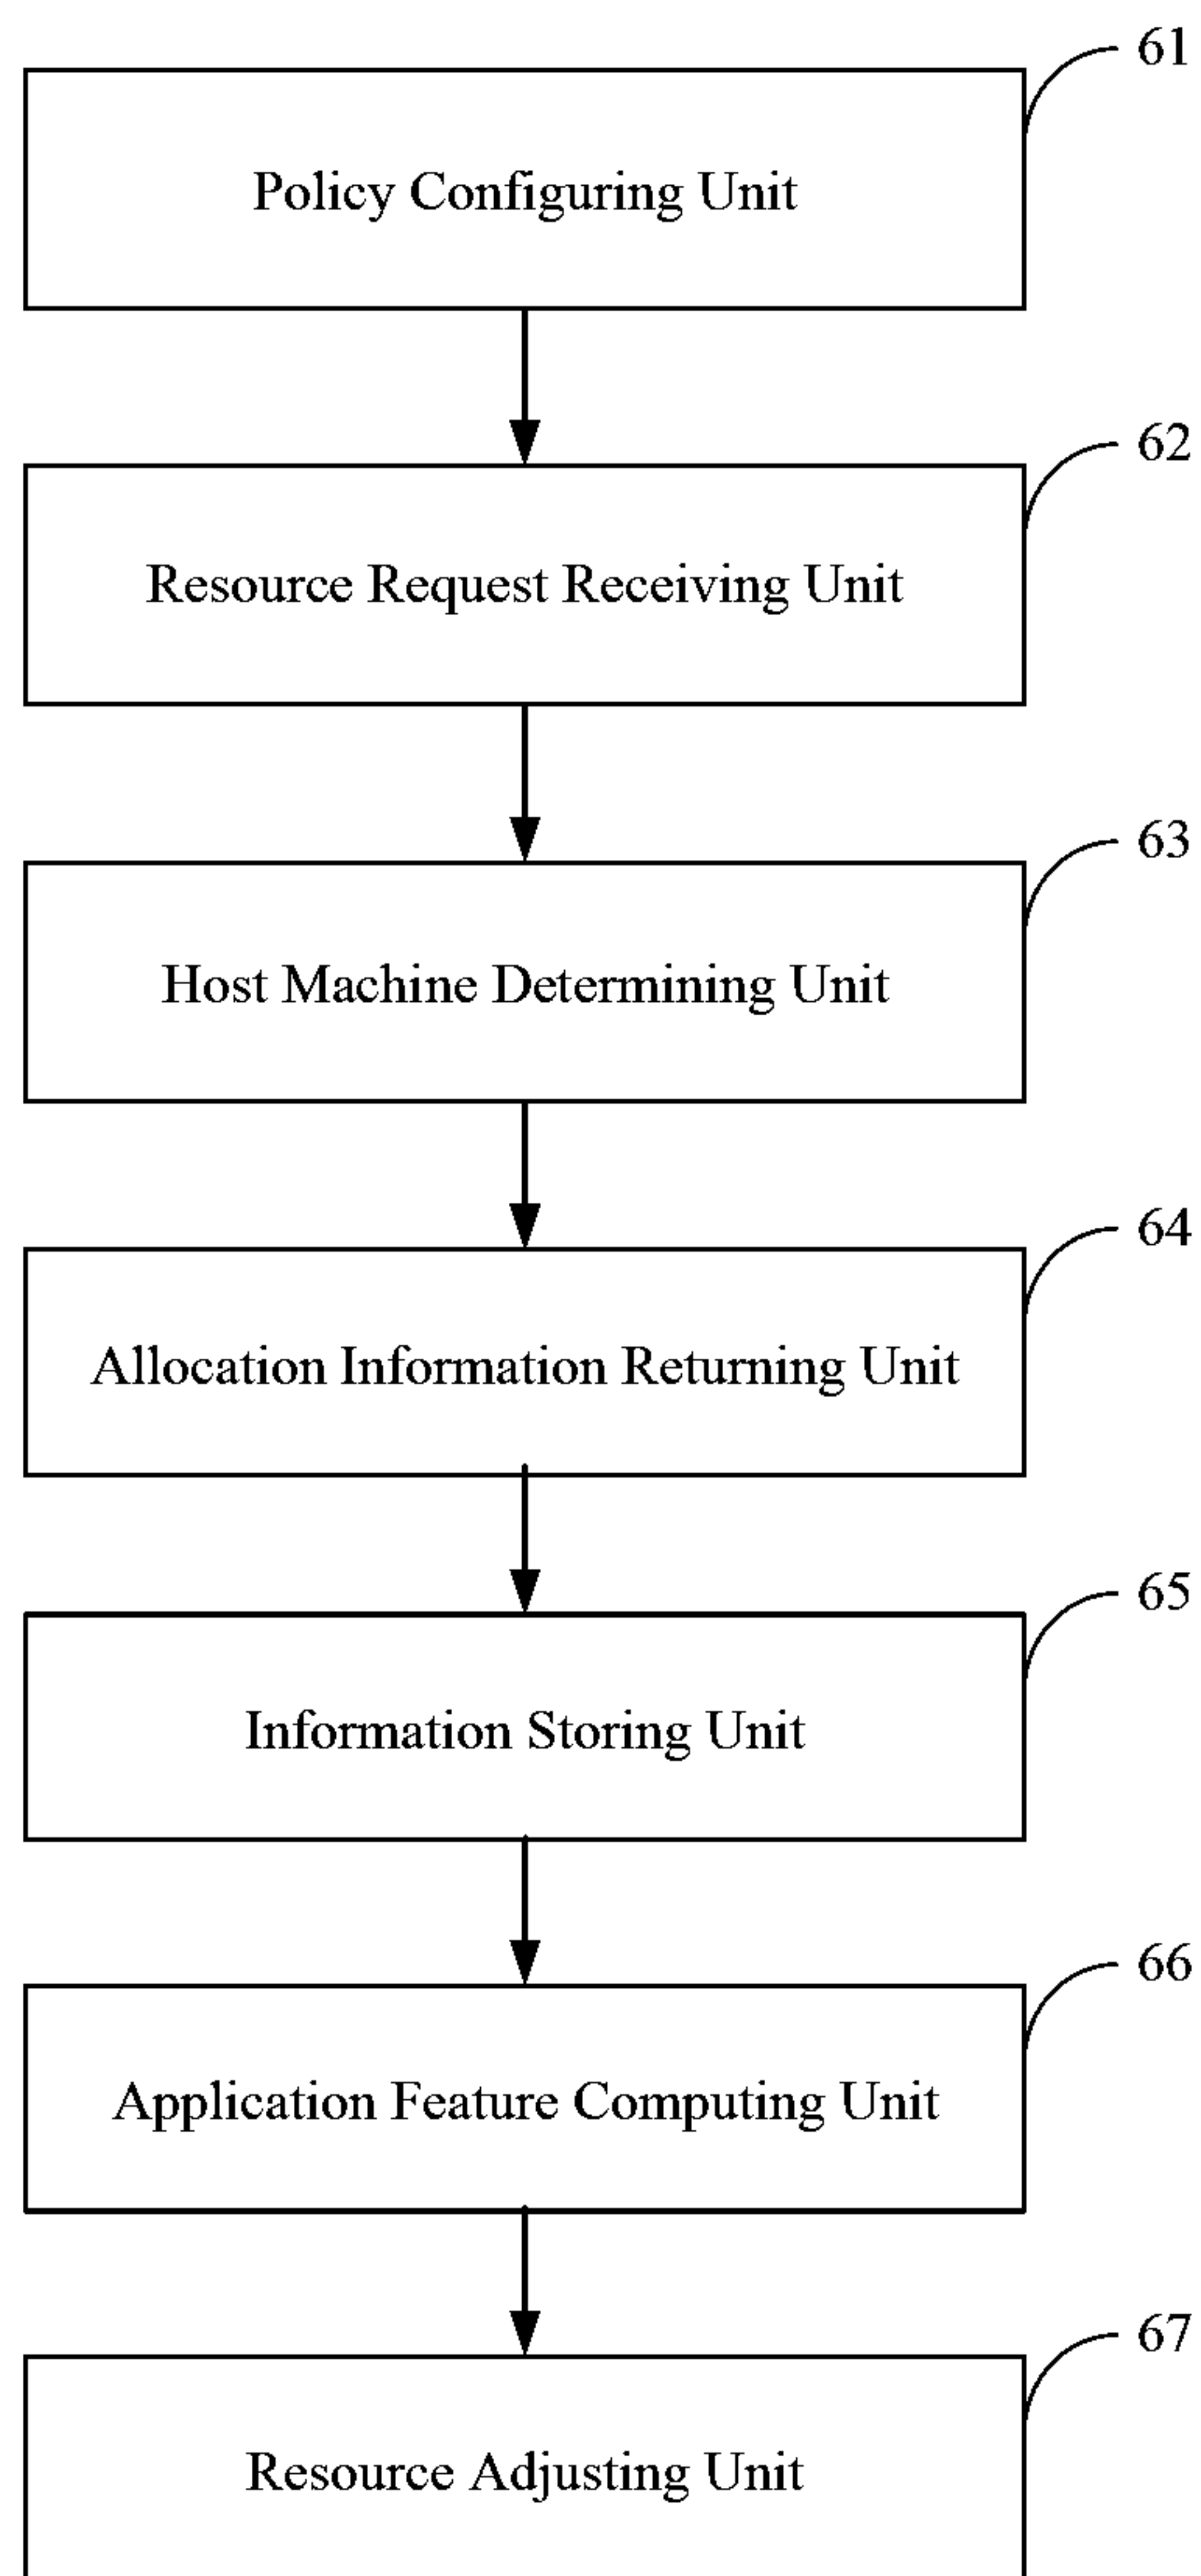 61
Policy Configuring Unit
62
Resource Request Receiving Unit
63
Host Machine Determining Unit
64
Allocation Information Returning Unit
65
Information Storing Unit
66
Application Feature Computing Unit
67
Resource Adjusting Unit